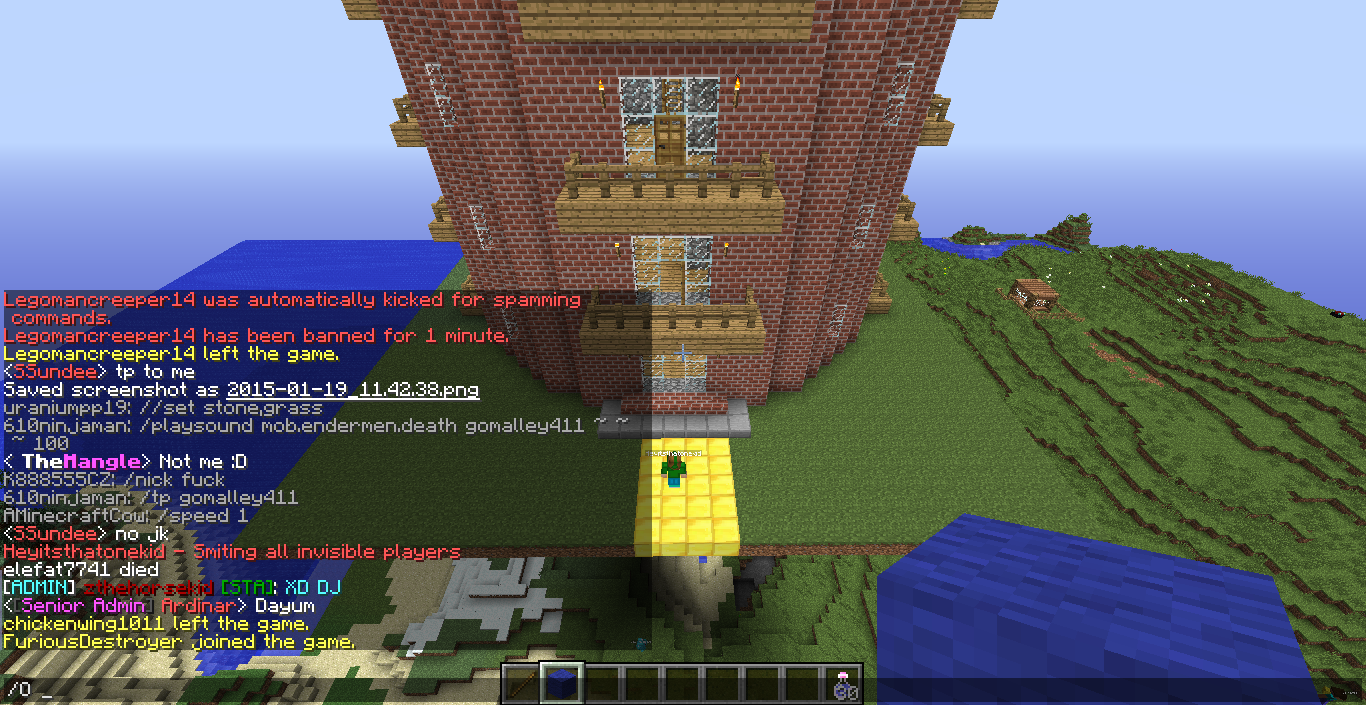 Heyitsthatonekid
Legomancreeper14 was automatically kicked for spamming
commands.
Legomancreeper14 has been banned for 1 minute.
Legomancreeper14 left the game.
<SSundee> tp to me
Saved screenshot as 2015-01-19_11.42.38.png
uraniumpp19: //set stone,grass
610ninjaman: /playsound mob.endermen.death gomalley411 ~ ~
~ 100
< TheMangle> Not me :D
K888555CZ: /nick fuck
610ninjaman: /tp gomalley411
AMinecraftCow: /speed 1
<SSundee> no jk
Heyitsthatonekid - Smiting all invisible players
elefat7741 died
[ADMIN] zthehorsekid [STA]: XD DJ
<[Senior Admin] Ardinar> Dayum
chickenwing1011 left the game.
FuriousDestroyer joined the game.
/0 _